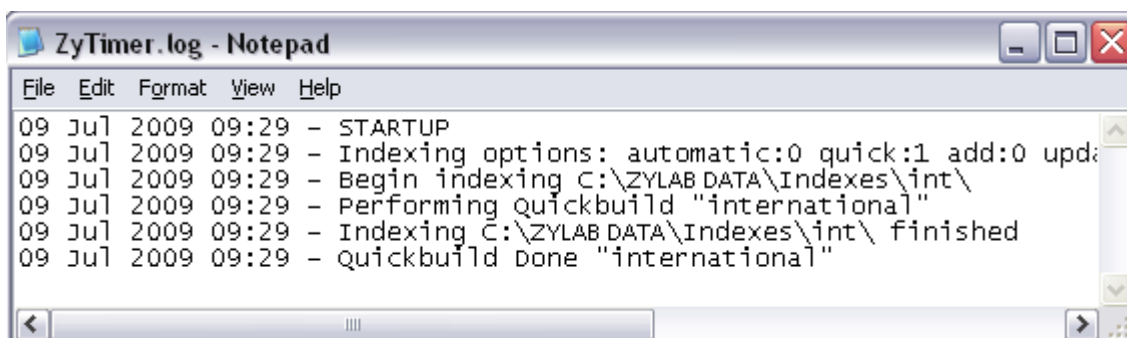 ZyTimer.log - Notepad
File Edit Format View Help
09 Jul 2009 09:29 - STARTUP
09 Jul 2009 09:29 - Indexing options: automatic:0 quick:1 add:0
09 Jul 2009 09:29 - Begin indexing C:\ZYLAB DATA\Indexes\int\
09 Jul 2009 09:29 - Performing Quickbuild "international"
09 Jul 2009 09:29 - Indexing C:\ZYLAB DATA\Indexes\int\ finished
09 Jul 2009 09:29 - Quickbuild Done "international"